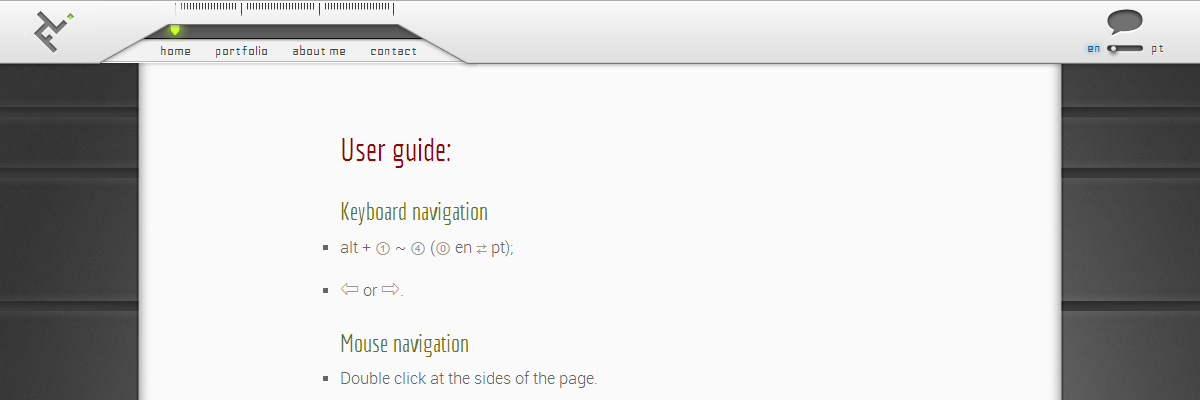 home portfolio about me contact
en pt
User guide:
Keyboard navigation
alt + ① ~ ④ (⓪ en ⇄ pt);
⇦ or ⇨.
Mouse navigation
Double click at the sides of the page.